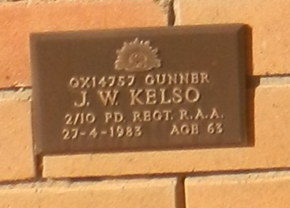 QX14757 GUNNER
J. W. KELSO
2/10 FD REGT. R.A.A.
27-4-1983 AGE 63